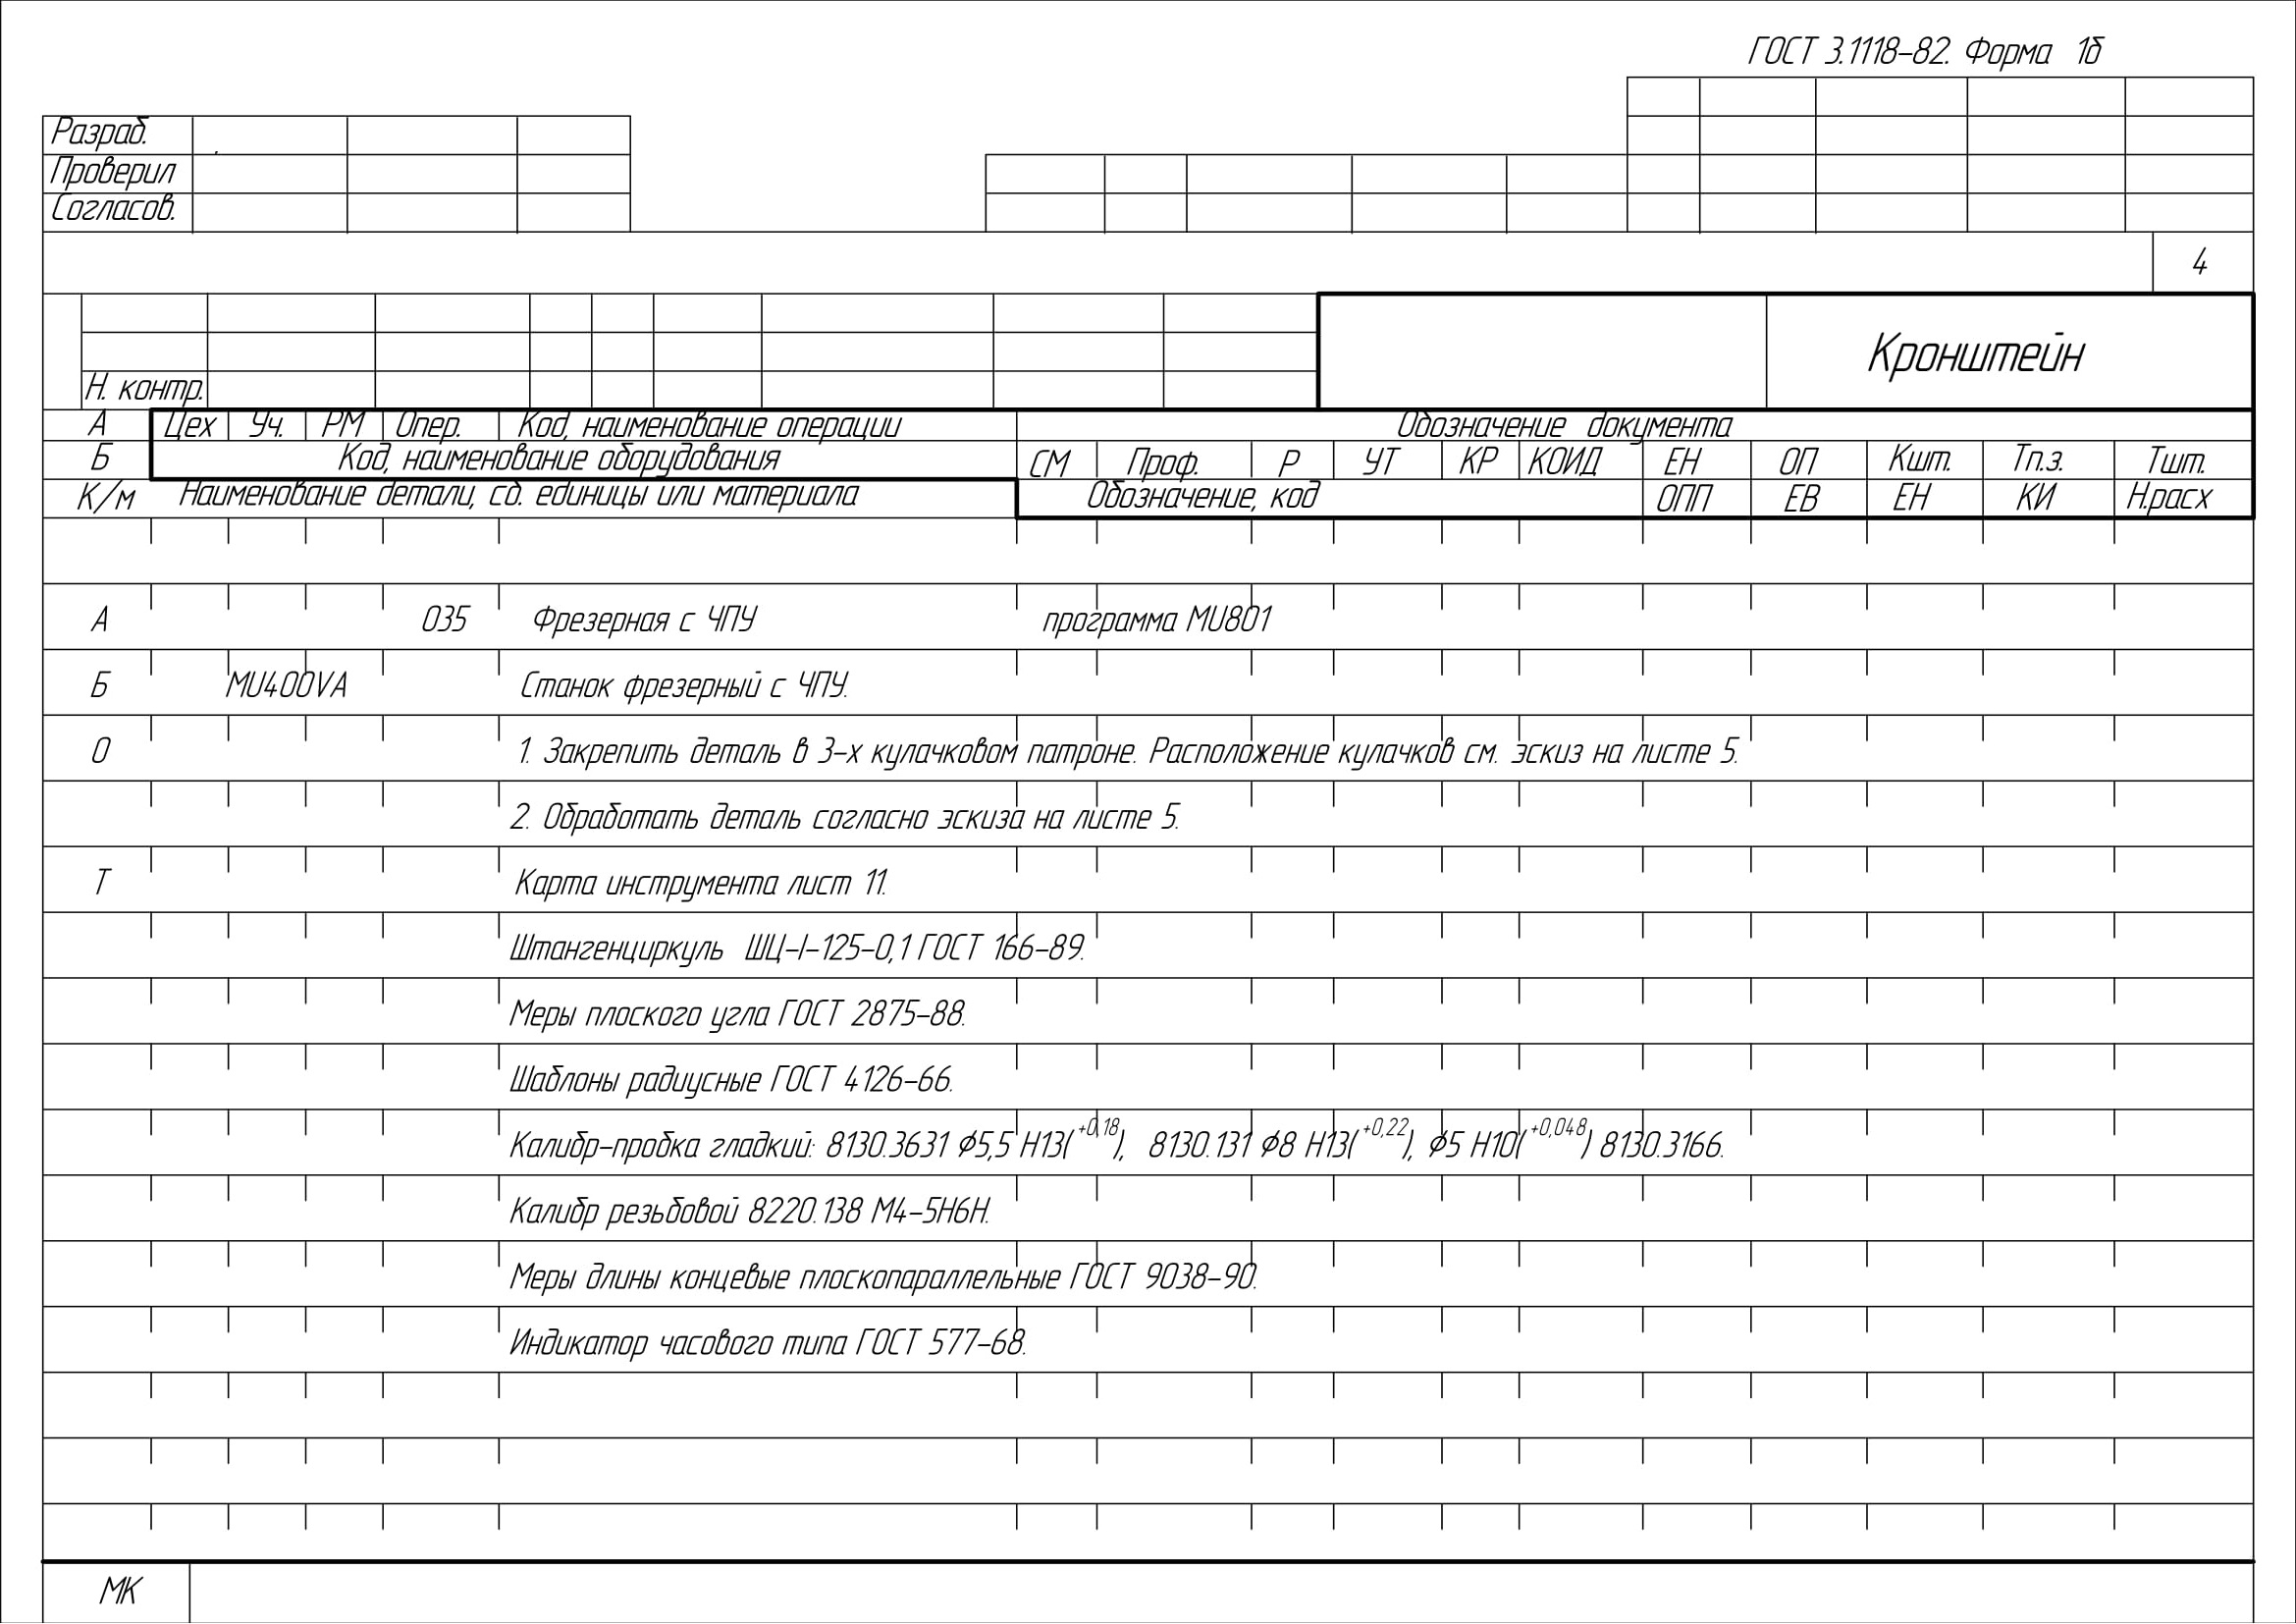 ГОСТ 3.1118-82. Форма 1б
Разраб.
Проверил
Согласов.
4
Кронштейн
Н. контр.
А Цех Уч. РМ Опер. Код, наименование операции Обозначение документа
Б Код, наименование оборудования СМ Проф. Р УТ КР КОИД ЕН ОП Кшт. Тп.з. Тшт.
К/м Наименование детали, сб. единицы или материала Обозначение, код ОПП ЕВ ЕН КИ Н.расх
А 035 Фрезерная с ЧПУ программа MU801
Б MU400VA Станок фрезерный с ЧПУ.
О 1. Закрепить деталь в 3-х кулачковом патроне. Расположение кулачков см. эскиз на листе 5.
2. Обработать деталь согласно эскиза на листе 5.
Т Карта инструмента лист 11.
Штангенциркуль ШЦ-I-125-0,1 ГОСТ 166-89.
Меры плоского угла ГОСТ 2875-88.
Шаблоны радиусные ГОСТ 4126-66.
Калибр-пробка гладкий: 8130.3631 ϕ5,5 H13(+0,18), 8130.131 ϕ8 H13(+0,22), ϕ5 H10(+0,048) 8130.3166.
Калибр резьбовой 8220.138 М4-5Н6Н.
Меры длины концевые плоскопараллельные ГОСТ 9038-90.
Индикатор часового типа ГОСТ 577-68.
МК